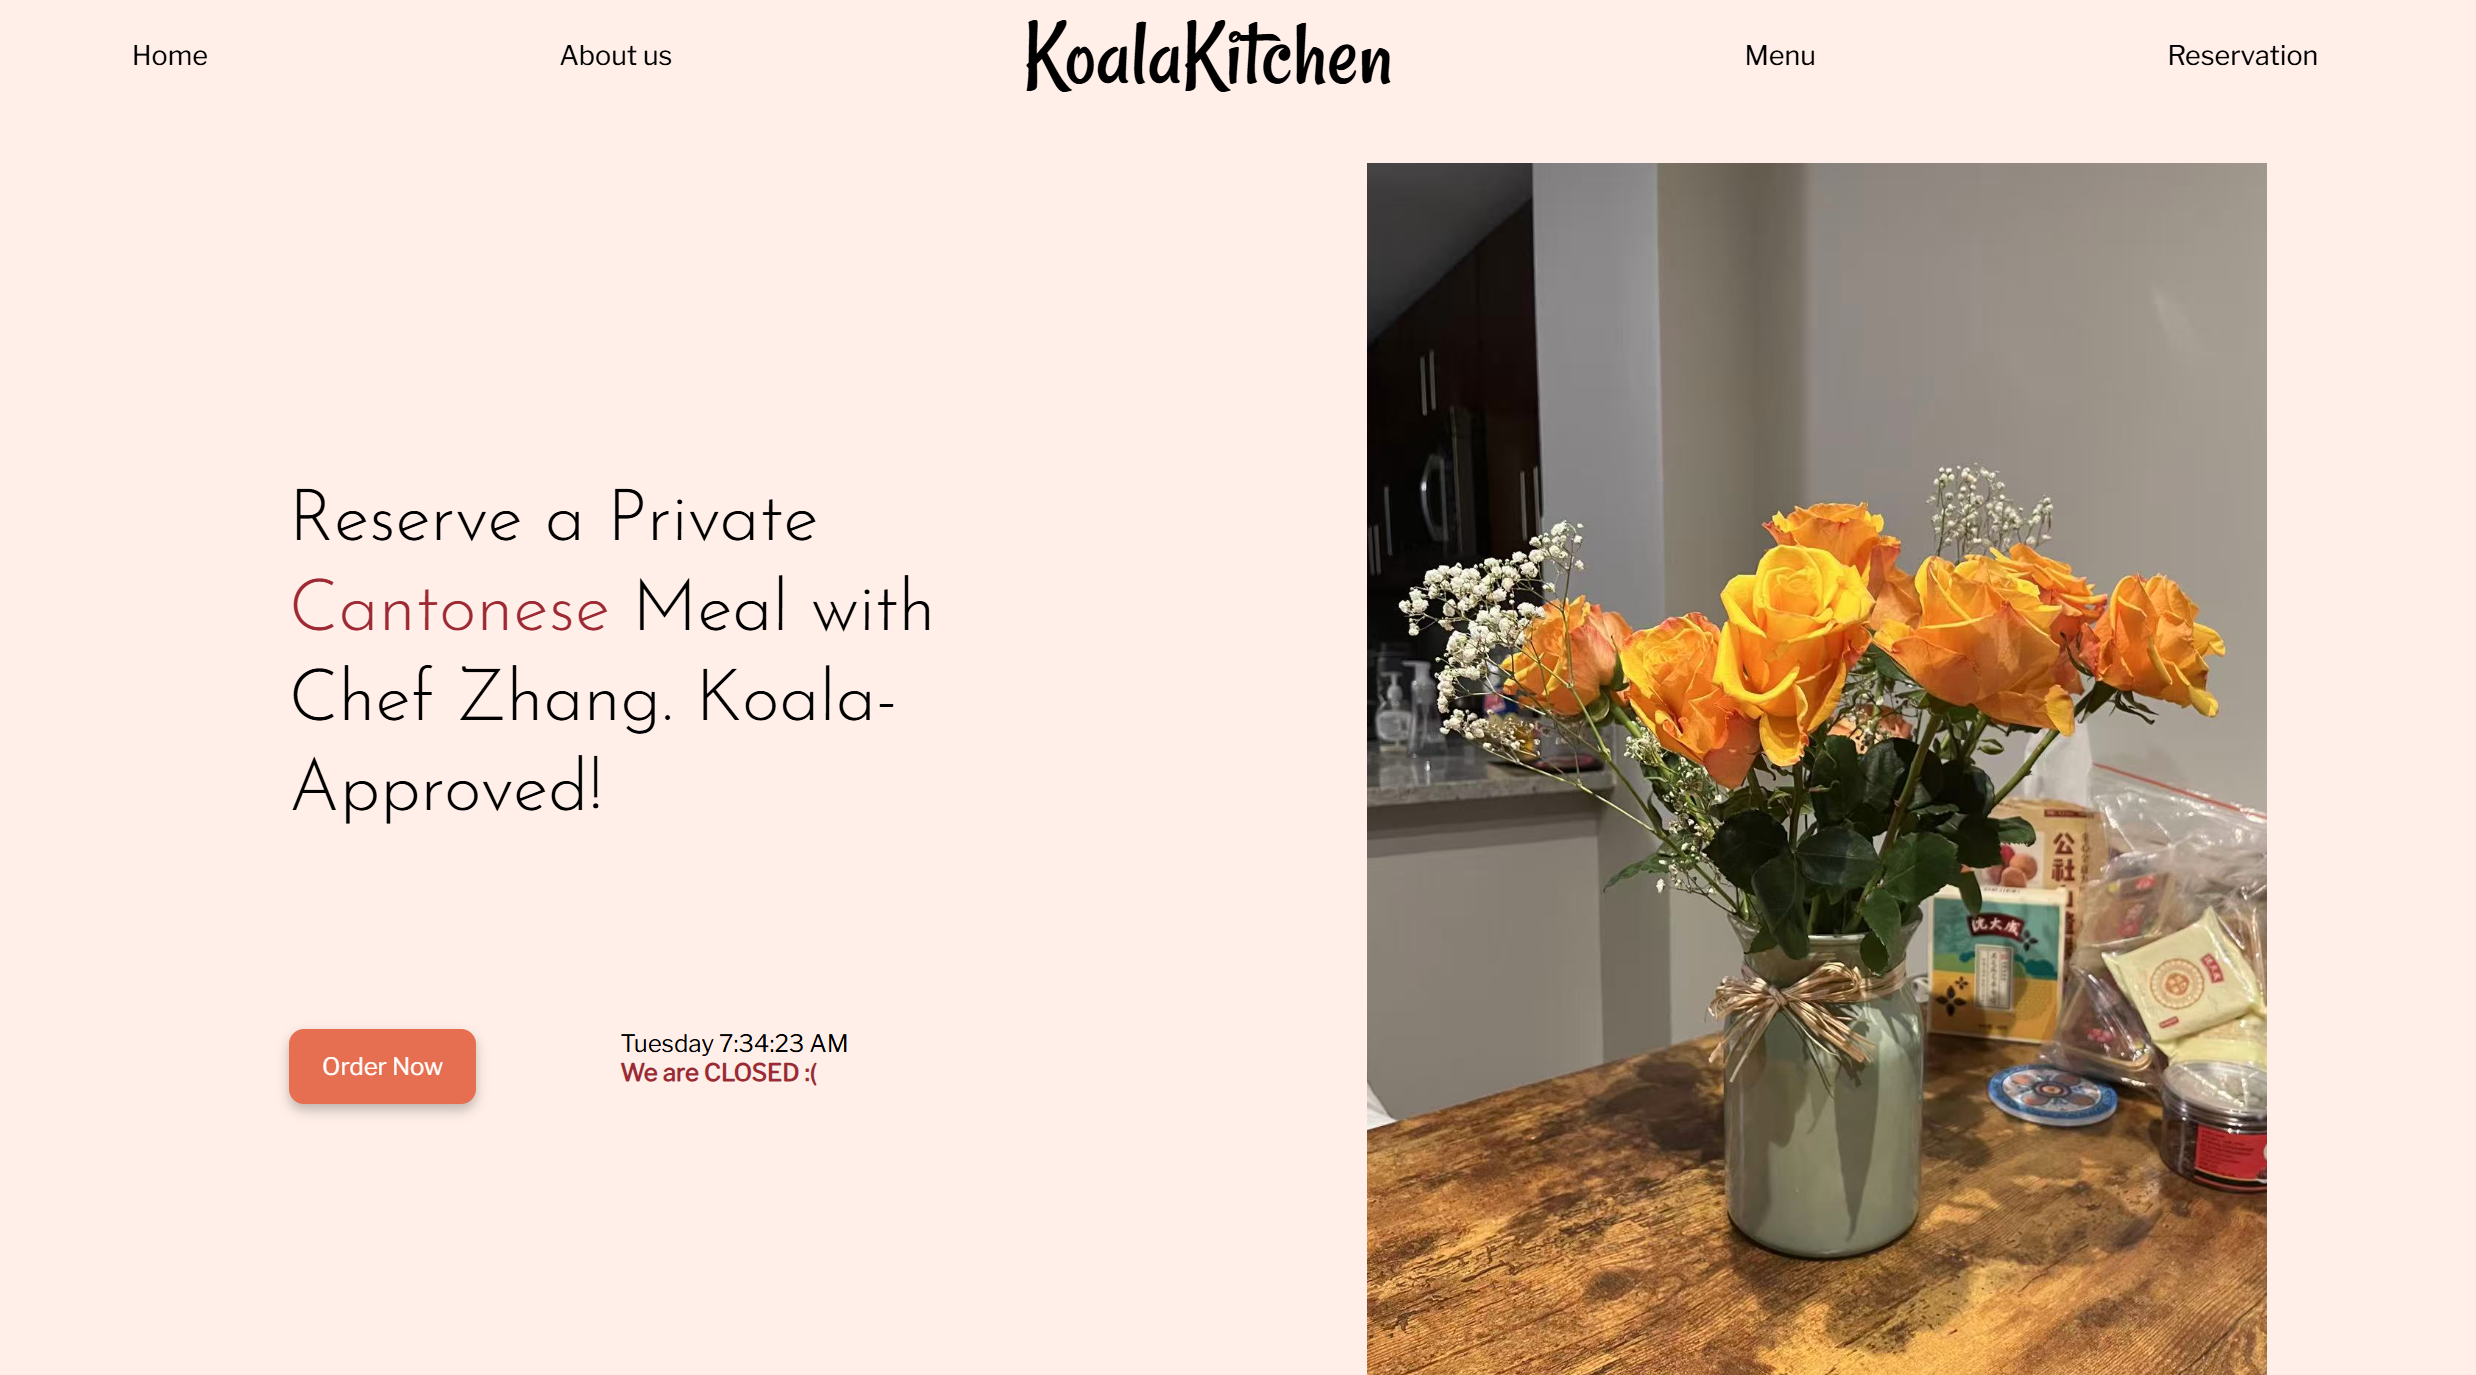 Home
About us
KoalaKitchen
Menu
Reservation
Reserve a Private
Cantonese Meal with
Chef Zhang. Koala-
Approved!
Order Now
Tuesday 7:34:23 AM
We are CLOSED :(
公社
沈大成